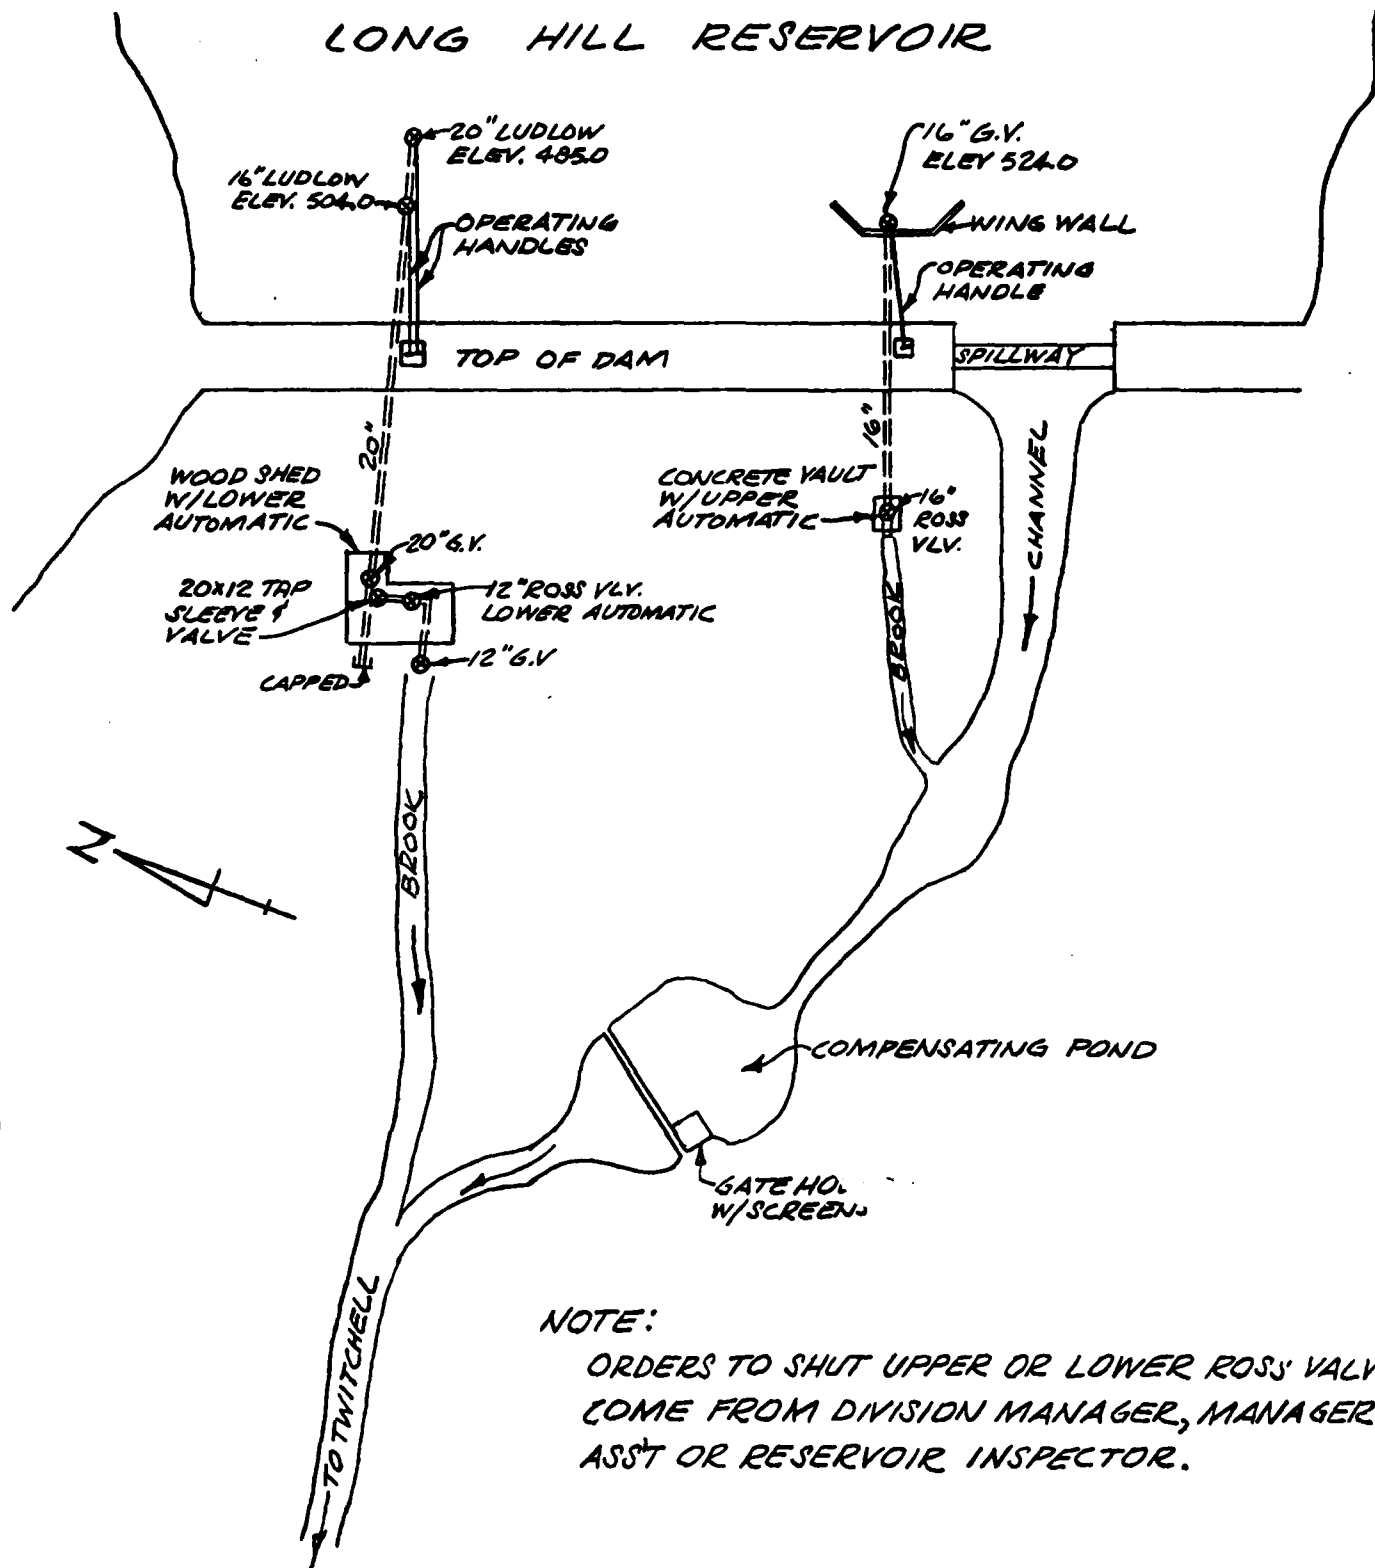 LONG HILL RESERVOIR
20" LUDLOW
ELEV. 485.0
16" LUDLOW
ELEV. 504.0
OPERATING
HANDLES
16" G.V.
ELEV 524.0
WING WALL
OPERATING
HANDLE
TOP OF DAM
SPILLWAY
20"
16"
CHANNEL
WOOD SHED
W/LOWER
AUTOMATIC
CONCRETE VAULT
W/UPPER
AUTOMATIC
16"
ROSS
VLV.
20" G.V.
20X12 TAP
SLEEVE &
VALVE
12" ROSS VLV.
LOWER AUTOMATIC
12" G.V
CAPPED
BROOK
BROOK
N
COMPENSATING POND
GATE
W/SCREENS
TO TWITCHELL
NOTE:
ORDERS TO SHUT UPPER OR LOWER ROSS
COME FROM DIVISION MANAGER, MANAGER
ASS'T OR RESERVOIR INSPECTOR.